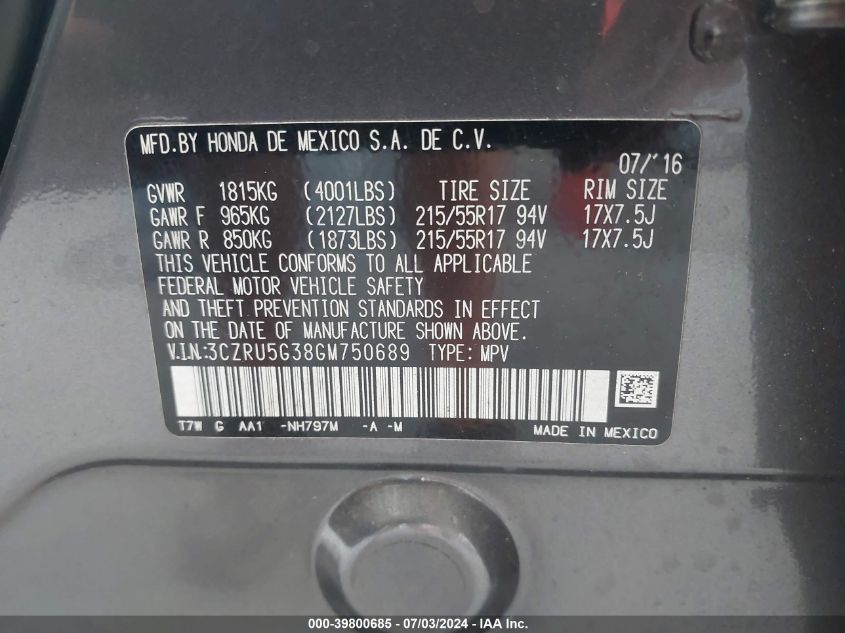 MFD.BY HONDA DE MEXICO S.A. DE C.V.
07/'16
GVWR 1815KG (4001LBS) TIRE SIZE RIM SIZE
GAWR F 965KG (2127LBS) 215/55R17 94V 17X7.5J
GAWR R 850KG (1873LBS) 215/55R17 94V 17X7.5J
THIS VEHICLE CONFORMS TO ALL APPLICABLE
FEDERAL MOTOR VEHICLE SAFETY
AND THEFT PREVENTION STANDARDS IN EFFECT
ON THE DATE OF MANUFACTURE SHOWN ABOVE.
V.I.N.:3CZRU5G38GM750689 TYPE: MPV
T7W G AA1 -NH797M -A -M
MADE IN MEXICO
000-39800685 - 07/03/2024 - IAA Inc.